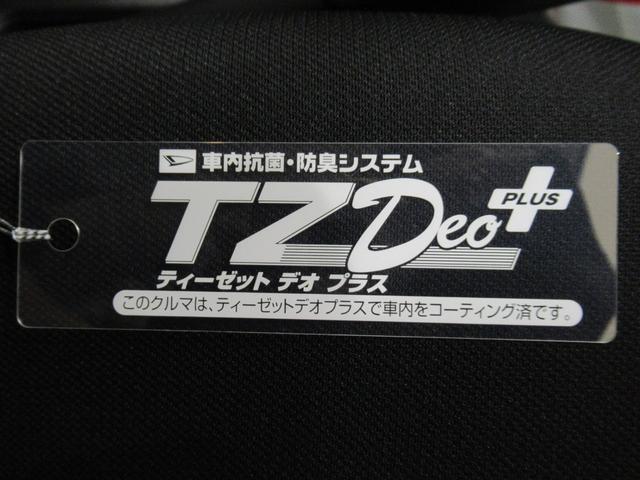 車内抗菌・防臭システム
TZ Deo PLUS
ティーゼット デオ プラス
このクルマは、ティーゼットデオプラスで車内をコーティング済です。